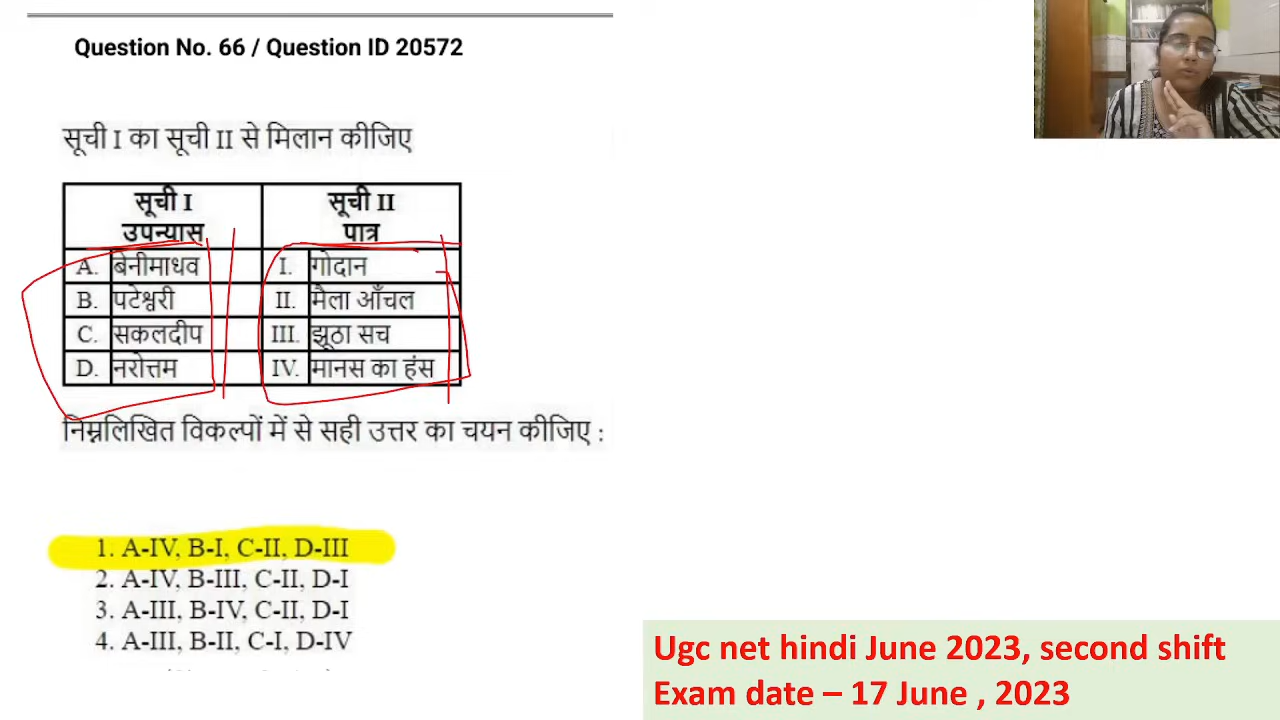 Question No. 66 / Question ID 20572
सूची I का सूची II से मिलान कीजिए
सूची I सूची II
उपन्यास पात्र
A. बेनीमाधव I. गोदान
B. पटेश्वरी II. मैला आँचल
C. सकलदीप III. झूठा सच
D. नरोत्तम IV. मानस का हंस
निम्नलिखित विकल्पों में से सही उत्तर का चयन कीजिए :
1. A-IV, B-I, C-II, D-III
2. A-IV, B-III, C-II, D-I
3. A-III, B-IV, C-II, D-I
4. A-III, B-II, C-I, D-IV
Ugc net hindi June 2023, second shift
Exam date – 17 June , 2023